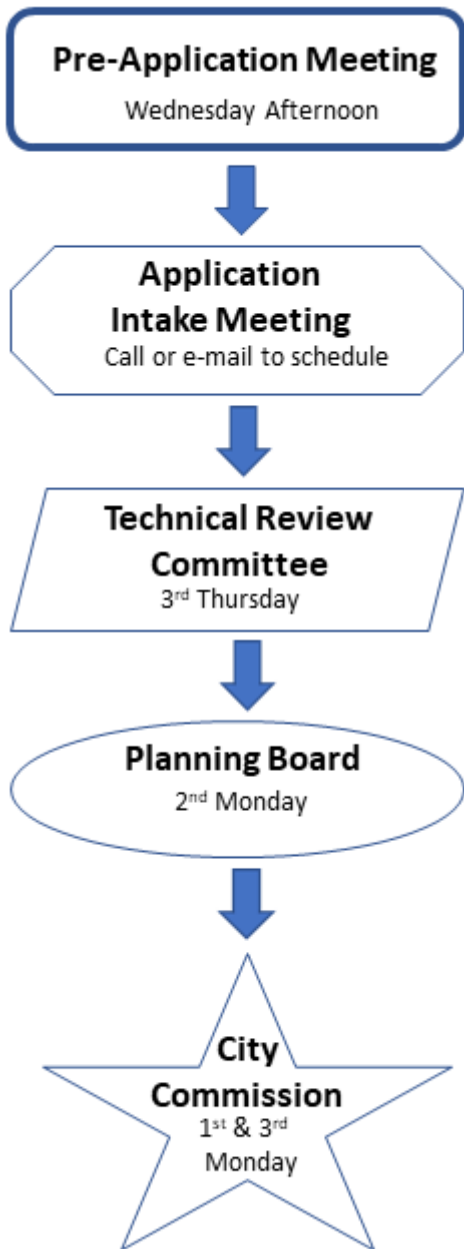 Pre-Application Meeting
Wednesday Afternoon
Application
Intake Meeting
Call or e-mail to schedule
Technical Review
Committee
3rd Thursday
Planning Board
2nd Monday
City
Commission
1st & 3rd
Monday